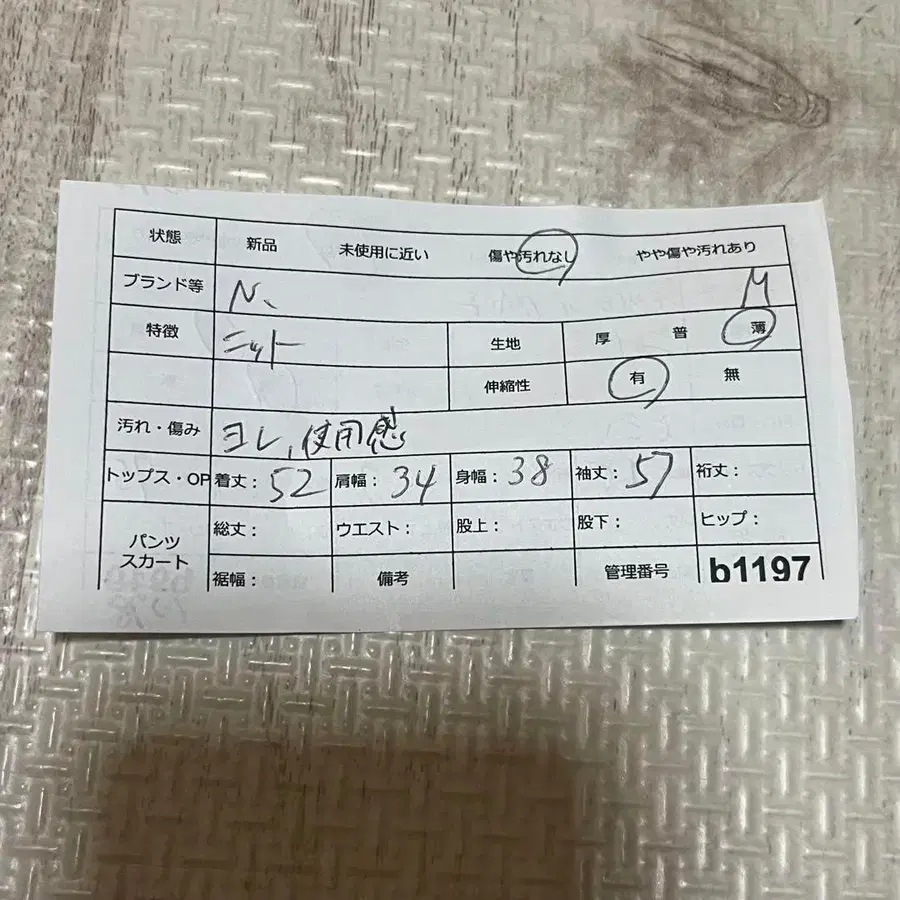 状態 新品 未使用に近い 傷や汚れなし やや傷や汚れあり
ブランド等 N、 M
特徴 ニット 生地 厚 普 薄
伸縮性 有 無
汚れ・傷み ヨレ、使用感
トップス・OP 着丈: 52 肩幅: 34 身幅: 38 袖丈: 57 裄丈:
パンツ スカート 総丈: ウエスト: 股上: 股下: ヒップ:
裾幅: 備考 管理番号 b1197